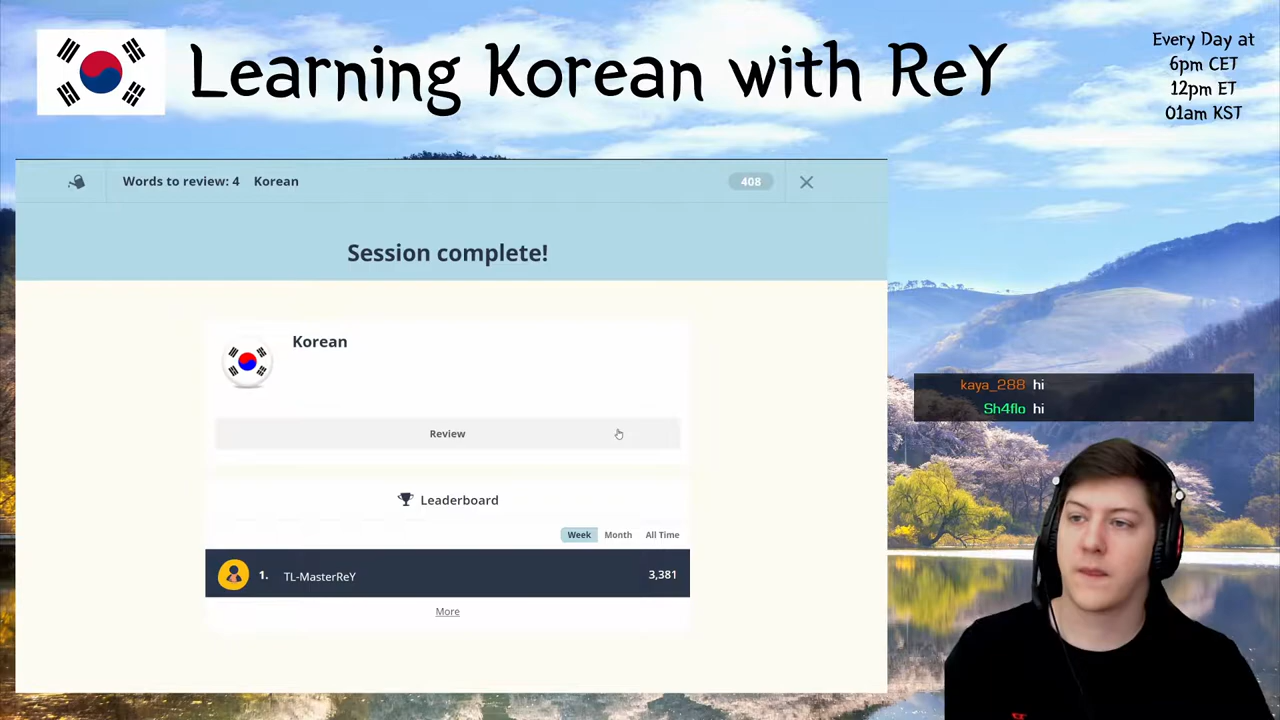 Learning Korean with ReY
Every Day at
6pm CET
12pm ET
01am KST
Words to review: 4 Korean 408
Session complete!
Korean
Review
Leaderboard
Week Month All Time
1. TL-MasterReY 3,381
More
kaya_288 hi
Sh4flo hi